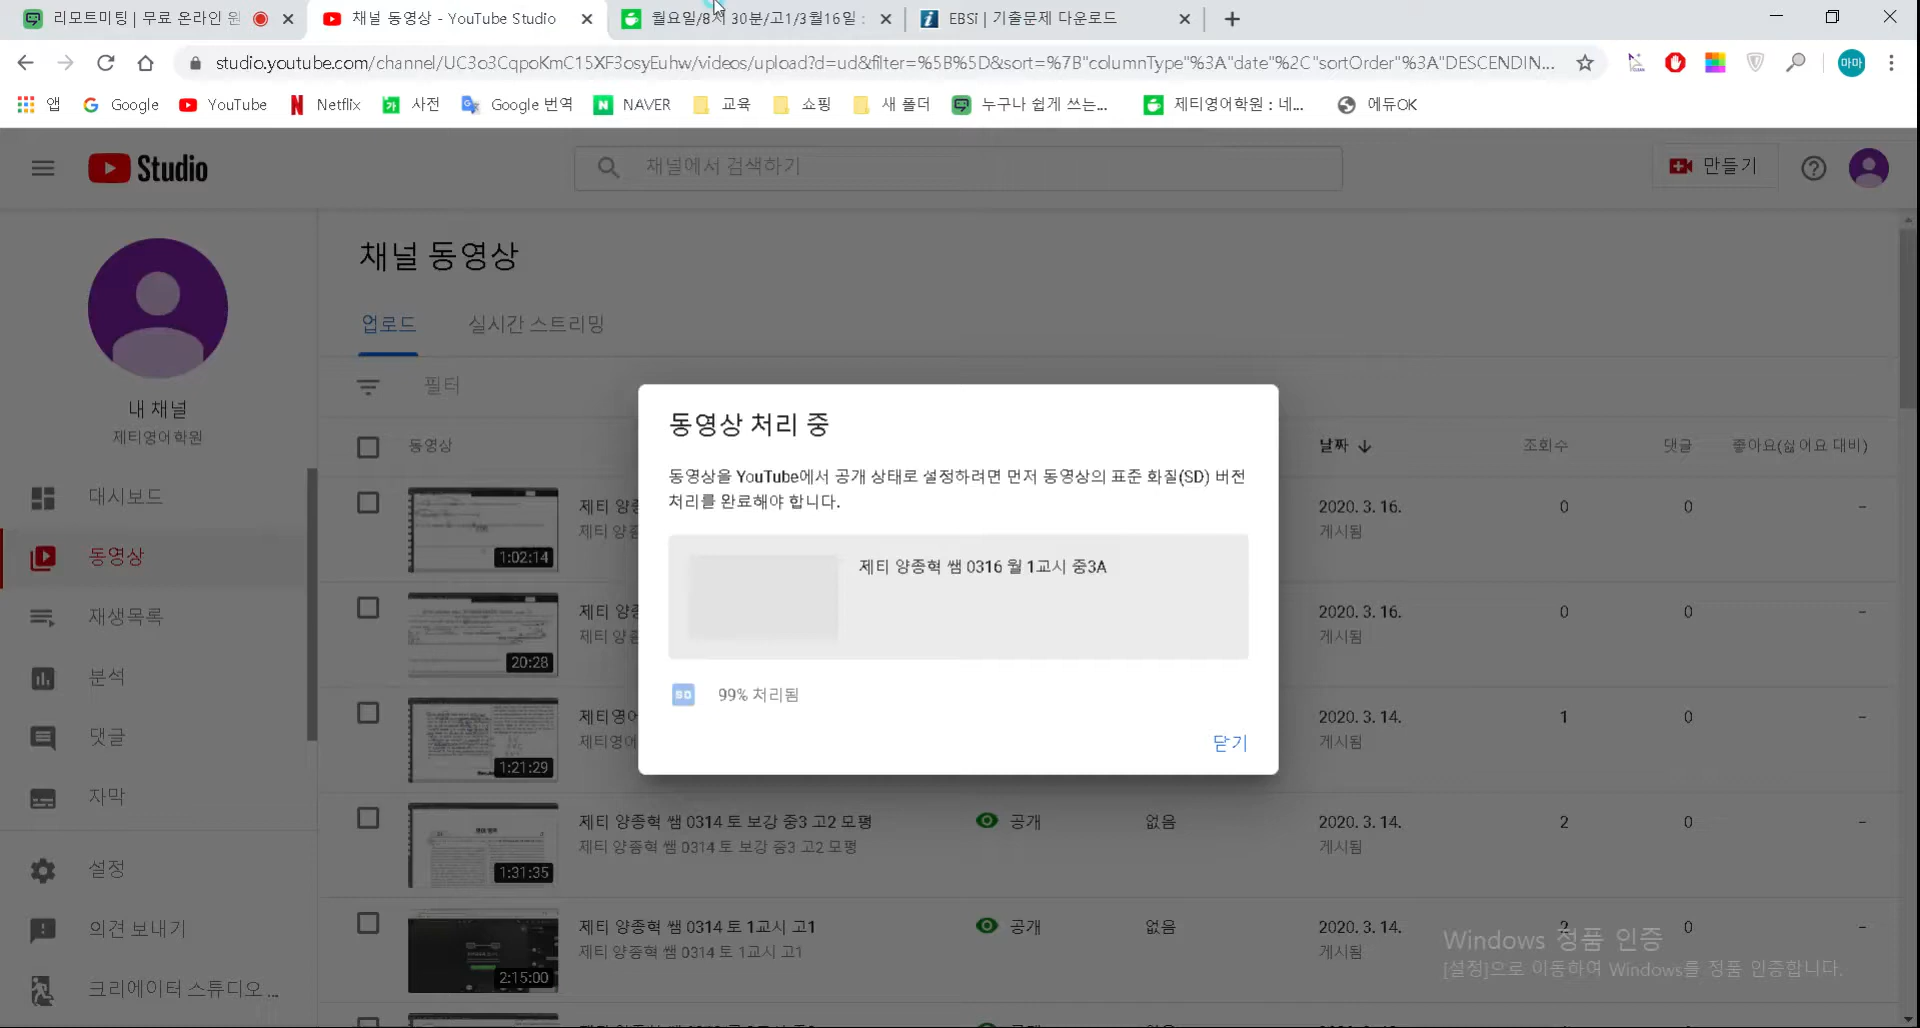 리모트미팅 | 무료 온라인 원
채널 동영상 - YouTube Studio
월요일/8시 30분/고1/3월16일 :
EBSi | 기출문제 다운로드
studio.youtube.com/channel/UC3o3CqpoKmC15XF3osyEuhw/videos/upload?d=ud&filter=%5B%5D&sort=%7B"columnType"%3A"date"%2C"sortOrder"%3A"DESCENDIN...
마마
앱 Google YouTube Netflix 사전 Google 번역 NAVER 교육 쇼핑 새 폴더 누구나 쉽게 쓰는... 제티영어학원 : 네... 에듀OK
Studio
채널에서 검색하기
만들기
채널 동영상
업로드 실시간 스트리밍
내 채널
제티영어학원
필터
동영상 날짜 조회수 댓글 좋아요(싫어요 대비)
대시보드
동영상
재생목록
분석
댓글
자막
설정
의견 보내기
크리에이터 스튜디오 ...
동영상 처리 중
동영상을 YouTube에서 공개 상태로 설정하려면 먼저 동영상의 표준 화질(SD) 버전
처리를 완료해야 합니다.
제티 양종혁 쌤 0316 월 1교시 중3A
SD 99% 처리됨
닫기
1:02:14 제티 양종 2020. 3. 16. 0 0 –
제티 양종 게시됨
20:28 제티 양종 2020. 3. 16. 0 0 –
제티 양종 게시됨
1:21:29 제티영어 2020. 3. 14. 1 0 –
제티영어 게시됨
제티 양종혁 쌤 0314 토 보강 중3 고2 모평 공개 없음 2020. 3. 14. 2 0 –
제티 양종혁 쌤 0314 토 보강 중3 고2 모평 게시됨
1:31:35
제티 양종혁 쌤 0314 토 1교시 고1 공개 없음 2020. 3. 14. 2 0 –
제티 양종혁 쌤 0314 토 1교시 고1 게시됨
2:15:00
Windows 정품 인증
[설정]으로 이동하여 Windows를 정품 인증합니다.